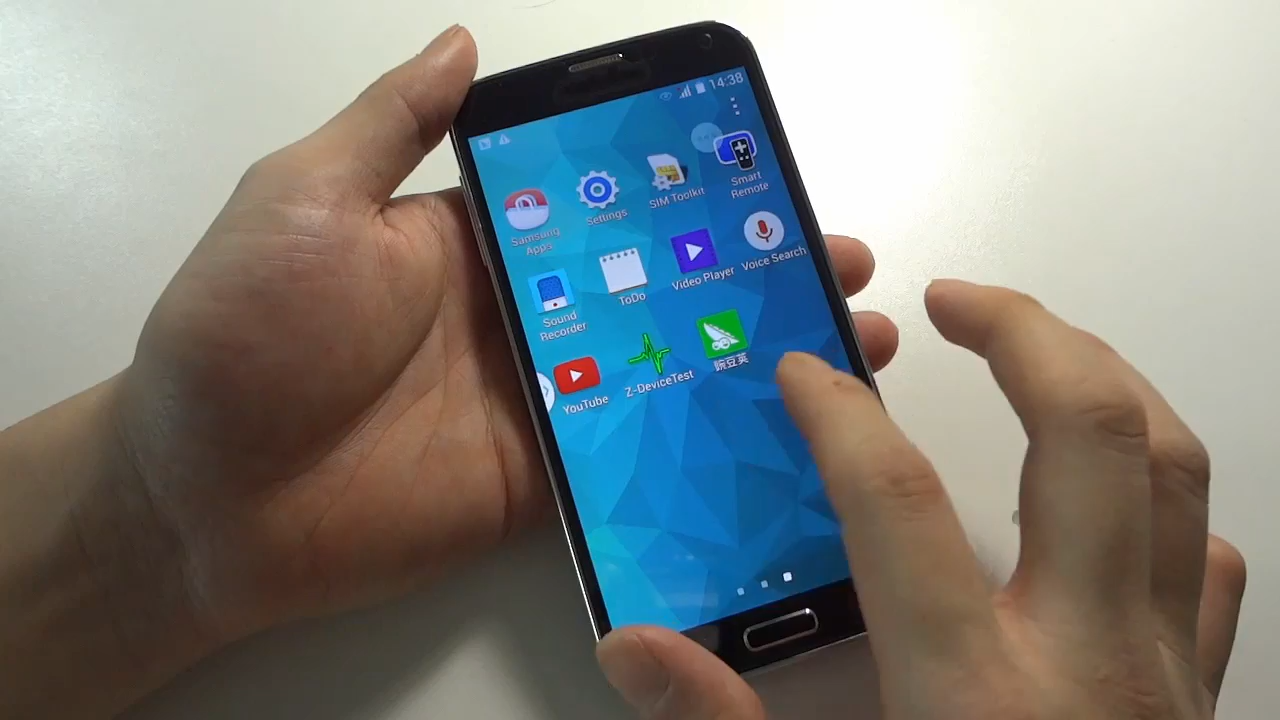 14:38
Samsung
Apps
Settings
SIM Toolkit
Smart
Remote
Sound
Recorder
ToDo
Video Player
Voice Search
YouTube
Z-DeviceTest
豌豆荚